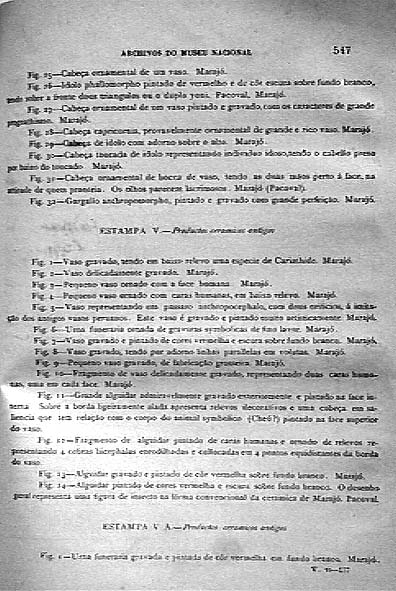 ARCHIVOS DO MUSEU NACIONAL 547
Fig. 25—Cabeça ornamental de um vaso. Marajó.
Fig. 26—Idolo phallomorpho pintado de vermelho e de côr escura sobre fundo branco,
tendo sobre a fronte dous triangulos ou o duplo yoni. Pacoval. Marajó.
Fig. 27—Cabeça ornamental de um vaso pintado e gravado, com os caracteres de grande
Marajó.
Fig. 28—Cabeça caprichosa, provavelmente ornamental de grande e rico vaso. Marajó.
Fig. 29—Cabeça de idolo com adorno sobre o alto. Marajó.
Fig. 30—Cabeça toucada de idolo representando individuo idoso, tendo o cabello preso
por baixo do toucado. Marajó.
Fig. 31—Cabeça ornamental de bocca de vaso, tendo as duas mãos perto á face, na
attitude de quem prantêa. Os olhos parecem lacrimosos. Marajó (Pacoval).
Fig. 32—Gargalo anthropomorpho, pintado e gravado com grande perfeição. Marajó.
ESTAMPA V.—Productos ceramicos antigos
Fig. 1—Vaso gravado, tendo em baixo relevo uma especie de Cariathide. Marajó.
Fig. 2—Vaso delicadamente gravado. Marajó.
Fig. 3—Pequeno vaso ornado com a face humana. Marajó.
Fig. 4—Pequeno vaso ornado com caras humanas, em baixo relevo. Marajó.
Fig. 5—Vaso representando um passaro anthropocephalo, com dous orificios, á imita-
ção dos antigos vasos peruanos. Este vaso é gravado e pintado muito artisticamente. Marajó.
Fig. 6—Urna funeraria ornada de gravuras symbolicas de fino lavor. Marajó.
Fig. 7—Vaso gravado e pintado de côres vermelha e escura sobre fundo branco. Marajó.
Fig. 8—Vaso gravado, tendo por adorno linhas parallelas em volutas. Marajó.
Fig. 9—Pequeno vaso gravado, de fabricação grosseira. Marajó.
Fig. 10—Fragmento de vaso delicadamente gravado, representando duas caras huma-
nas, uma em cada face. Marajó.
Fig. 11—Grande alguidar admiravelmente gravado exteriormente e pintado na face in-
terna. Sobre a borda ligeiramente alada apresenta relevos decorativos e uma cabeça em sa-
liencia que tem relação com o corpo do animal symbolico pintado na face superior
do vaso.
Fig. 12—Fragmento de alguidar pintado de caras humanas e ornado de relevos re-
presentando 4 cobras bicephalas enrodilhadas e collocadas em 4 pontos equidistantes da borda
do vaso.
Fig. 13—Alguidar gravado e pintado de côr vermelha sobre fundo branco. Marajó.
Fig. 14—Alguidar pintado de cores vermelha e escura sobre fundo branco. O desenho
geral representa uma figura de insecto na fórma convencional da ceramica de Marajó. Pacoval.
ESTAMPA V A.—Productos ceramicos antigos
Fig. 1—Uma funeraria gravada e pintada de côr vermelha em fundo branco. Marajó.